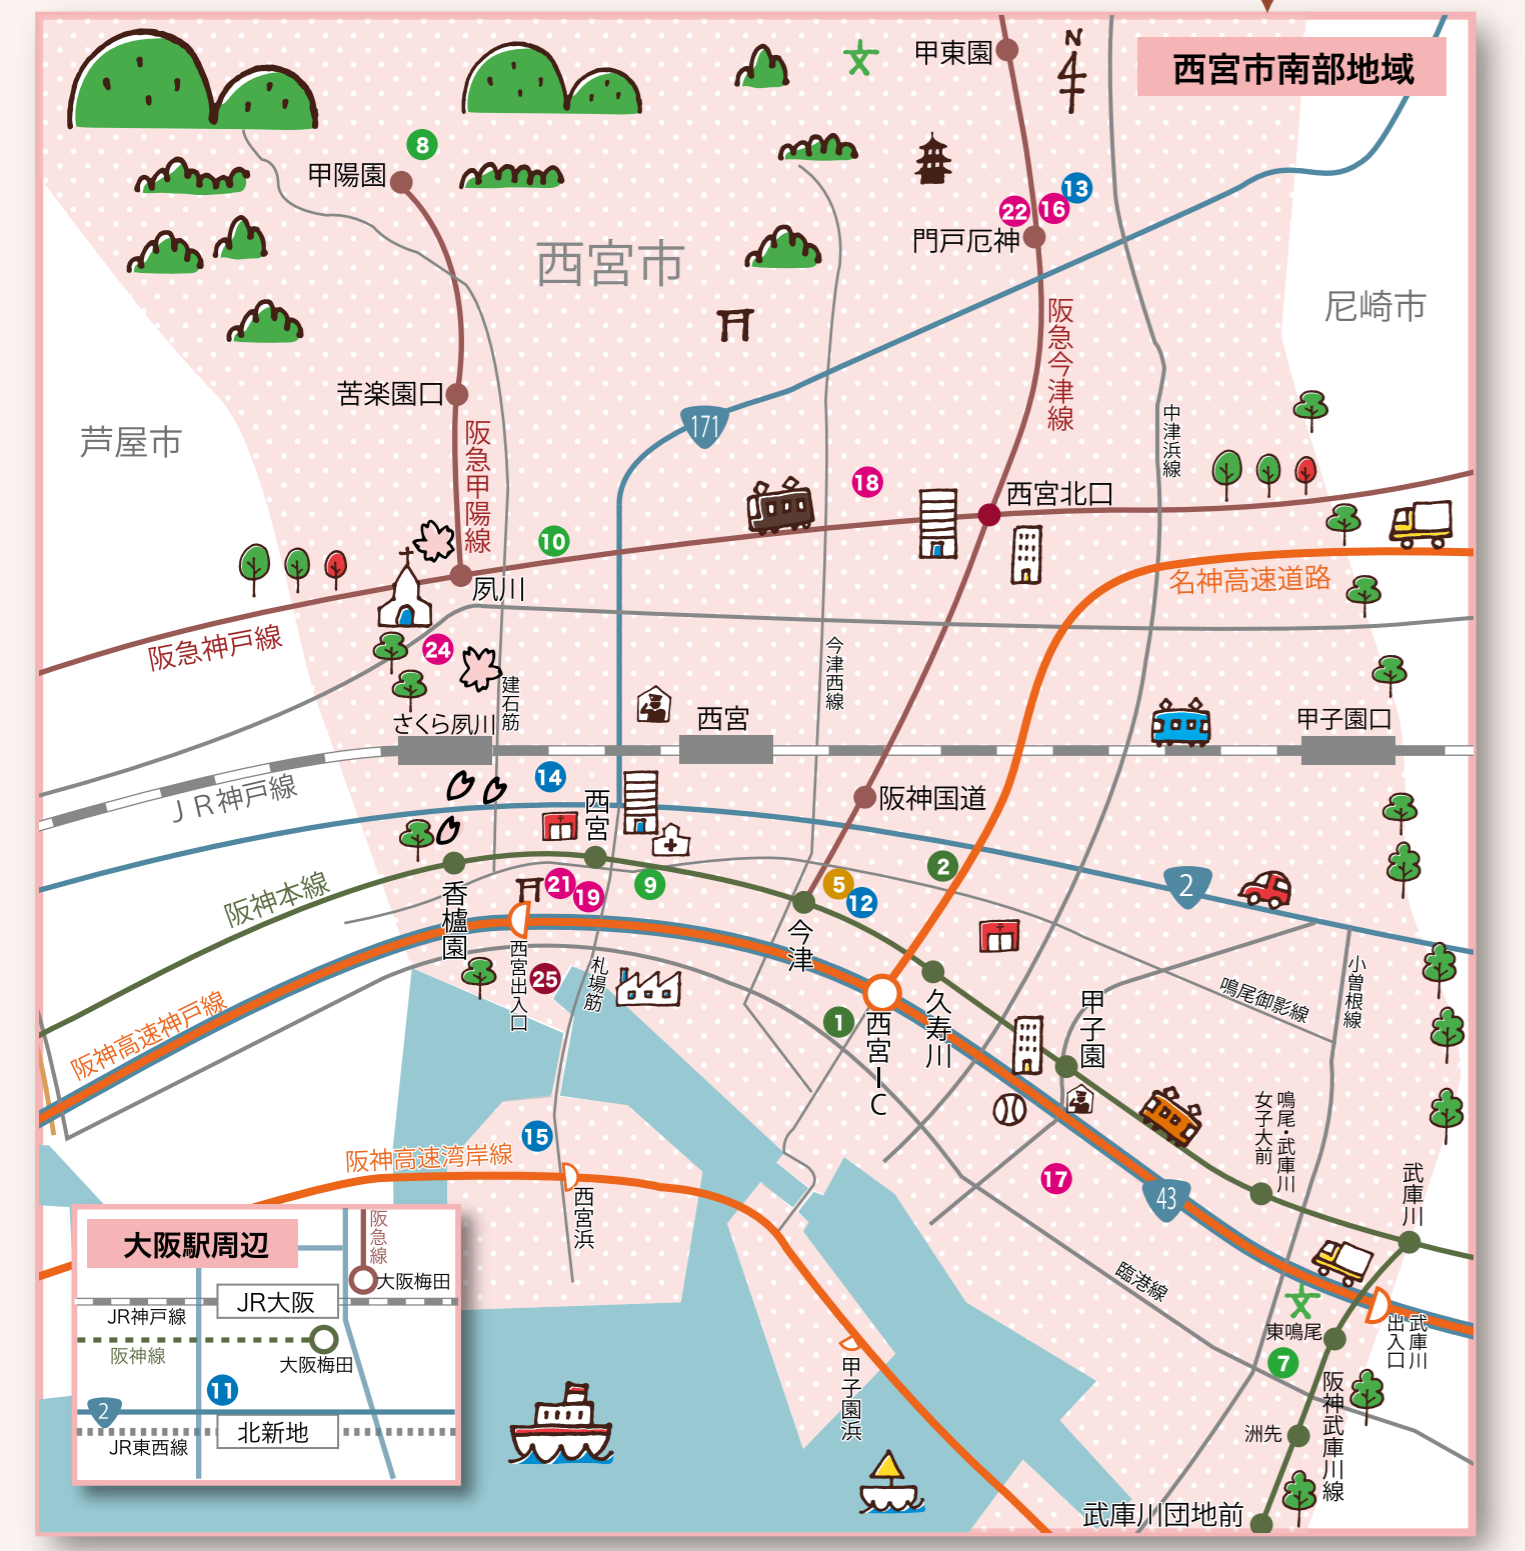 西宮市南部地域
甲東園
N
8
甲陽園
13
22
16
門戸厄神
西宮市
尼崎市
阪急今津線
苦楽園口
171
芦屋市
阪急甲陽線
中津浜線
18
西宮北口
10
夙川
名神高速道路
阪急神戸線
24
今津西線
建石筋
さくら夙川
西宮
甲子園口
JR神戸線
14
西宮
阪神国道
2
2
阪神本線
香櫨園
21
19
9
5
12
今津
西宮出入口
25
札場筋
久寿川
甲子園
鳴尾御影線
小曽根線
1
西宮IC
阪神高速神戸線
15
阪神高速湾岸線
西宮浜
17
43
鳴尾・武庫川
女子大前
武庫川
臨港線
東鳴尾
武庫川
出入口
7
阪神武庫川線
洲先
武庫川団地前
甲子園浜
大阪駅周辺
阪急線
大阪梅田
JR大阪
JR神戸線
阪神線
大阪梅田
11
2
北新地
JR東西線